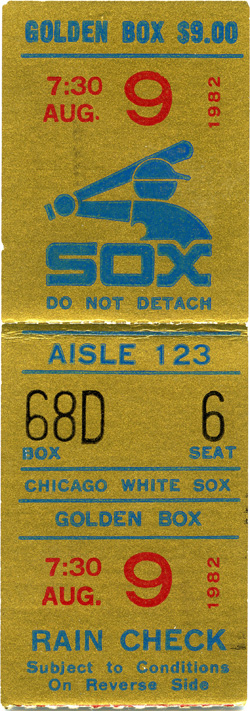 GOLDEN BOX $9.00
7:30
AUG. 9 1982
SOX
DO NOT DETACH
AISLE 123
68D 6
BOX SEAT
CHICAGO WHITE SOX
GOLDEN BOX
7:30
AUG. 9 1982
RAIN CHECK
Subject to Conditions
On Reverse Side